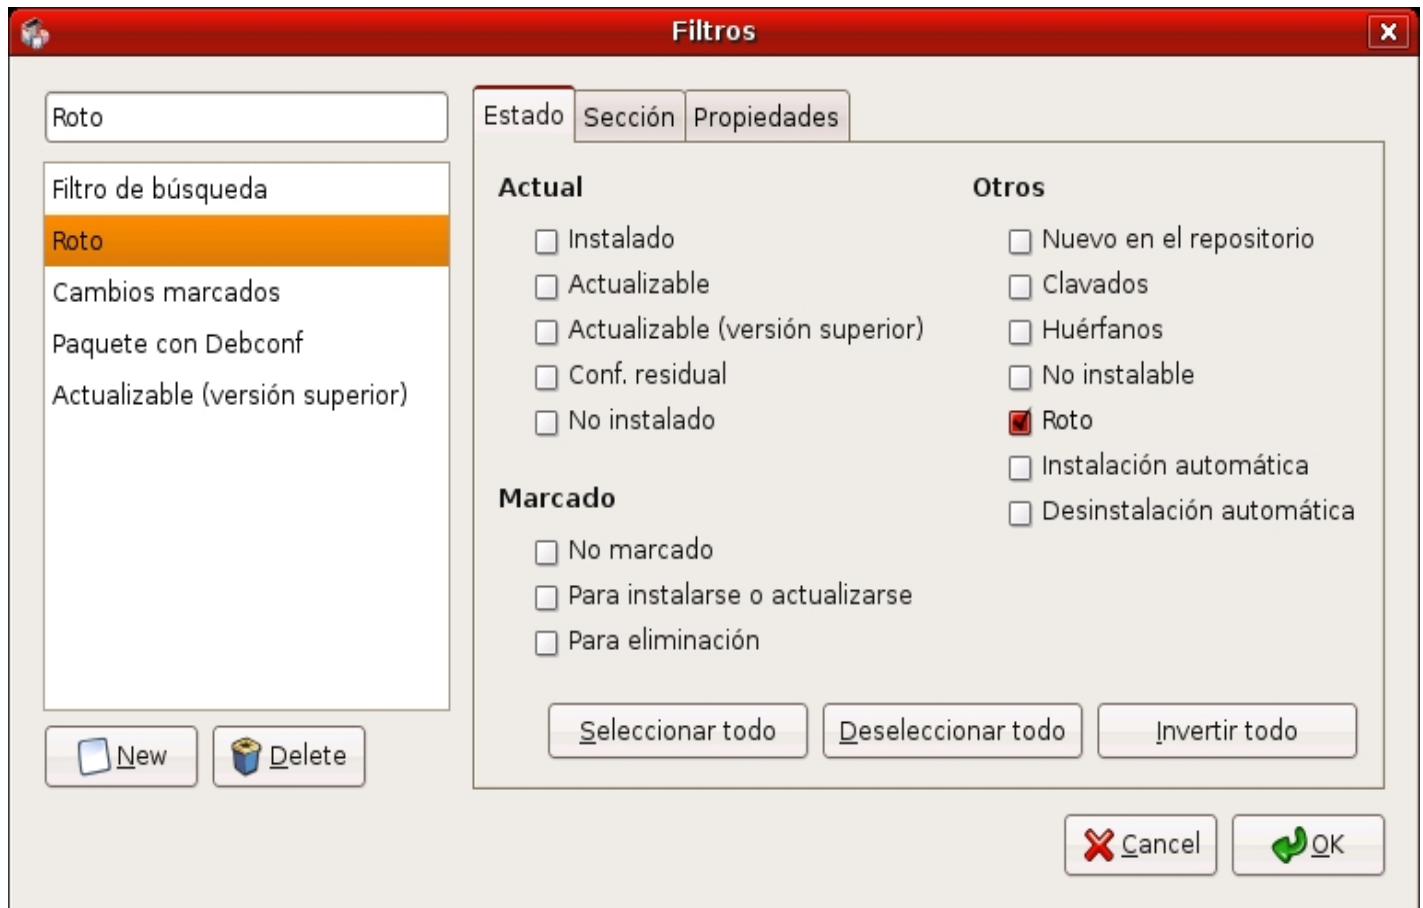 Filtros
Roto
Filtro de búsqueda
Roto
Cambios marcados
Paquete con Debconf
Actualizable (versión superior)
New
Delete
Estado
Sección
Propiedades
Actual
Instalado
Actualizable
Actualizable (versión superior)
Conf. residual
No instalado
Marcado
No marcado
Para instalarse o actualizarse
Para eliminación
Otros
Nuevo en el repositorio
Clavados
Huérfanos
No instalable
Roto
Instalación automática
Desinstalación automática
Seleccionar todo
Deseleccionar todo
Invertir todo
Cancel
OK